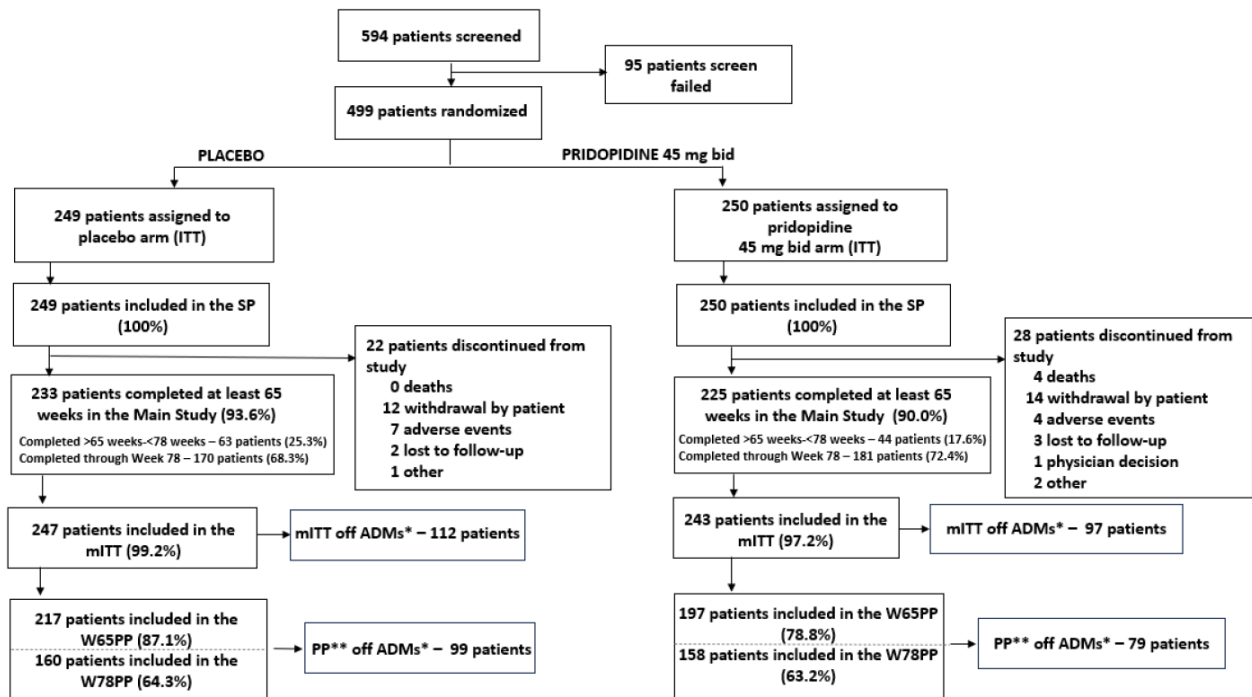 594 patients screened
95 patients screen
failed
499 patients randomized
PLACEBO
PRIDOPIDINE 45 mg bid
249 patients assigned to
placebo arm (ITT)
249 patients included in the SP
(100%)
22 patients discontinued from
study
0 deaths
12 withdrawal by patient
7 adverse events
2 lost to follow-up
1 other
233 patients completed at least 65
weeks in the Main Study (93.6%)
Completed >65 weeks-<78 weeks – 63 patients (25.3%)
Completed through Week 78 – 170 patients (68.3%)
247 patients included in the
mITT (99.2%)
mITT off ADMs* – 112 patients
217 patients included in the
W65PP (87.1%)
160 patients included in the
W78PP (64.3%)
PP** off ADMs* – 99 patients
250 patients assigned to
pridopidine
45 mg bid arm (ITT)
250 patients included in the SP
(100%)
28 patients discontinued from
study
4 deaths
14 withdrawal by patient
4 adverse events
3 lost to follow-up
1 physician decision
2 other
225 patients completed at least 65
weeks in the Main Study (90.0%)
Completed >65 weeks-<78 weeks – 44 patients (17.6%)
Completed through Week 78 – 181 patients (72.4%)
243 patients included in the
mITT (97.2%)
mITT off ADMs* – 97 patients
197 patients included in the W65PP
(78.8%)
158 patients included in the W78PP
(63.2%)
PP** off ADMs* – 79 patients